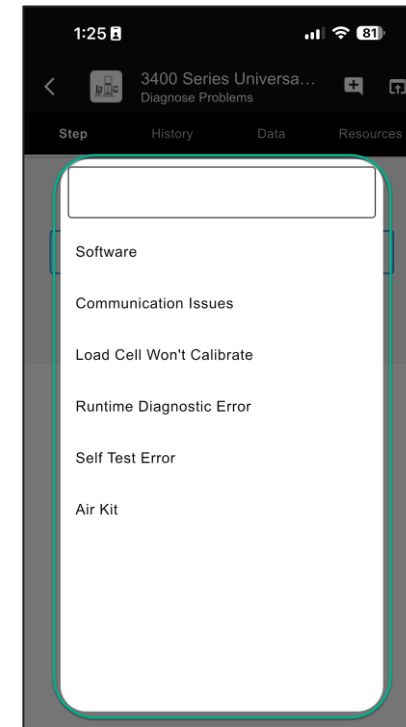 1:25
81
3400 Series Universa...
Diagnose Problems
Step History Data Resources
Software
Communication Issues
Load Cell Won't Calibrate
Runtime Diagnostic Error
Self Test Error
Air Kit